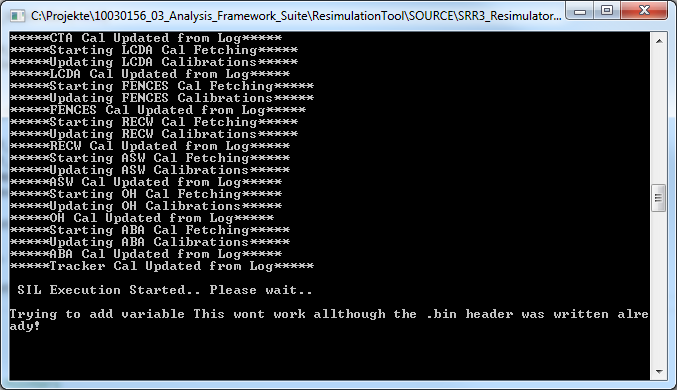 C:\Projekte\10030156_03_Analysis_Framework_Suite\ResimulationTool\SOURCE\SRR3_Resimulator...
*****CTA Cal Updated from Log*****
*****Starting LCDA Cal Fetching*****
*****Updating LCDA Calibrations*****
*****LCDA Cal Updated from Log*****
*****Starting FENCES Cal Fetching*****
*****Updating FENCES Calibrations*****
*****FENCES Cal Updated from Log*****
*****Starting RECW Cal Fetching*****
*****Updating RECW Calibrations*****
*****RECW Cal Updated from Log*****
*****Starting ASW Cal Fetching*****
*****Updating ASW Calibrations*****
*****ASW Cal Updated from Log*****
*****Starting OH Cal Fetching*****
*****Updating OH Calibrations*****
*****OH Cal Updated from Log*****
*****Starting ABA Cal Fetching*****
*****Updating ABA Calibrations*****
*****ABA Cal Updated from Log*****
*****Tracker Cal Updated from Log*****
SIL Execution Started.. Please wait..
Trying to add variable This wont work allthough the .bin header was written alre
ady!